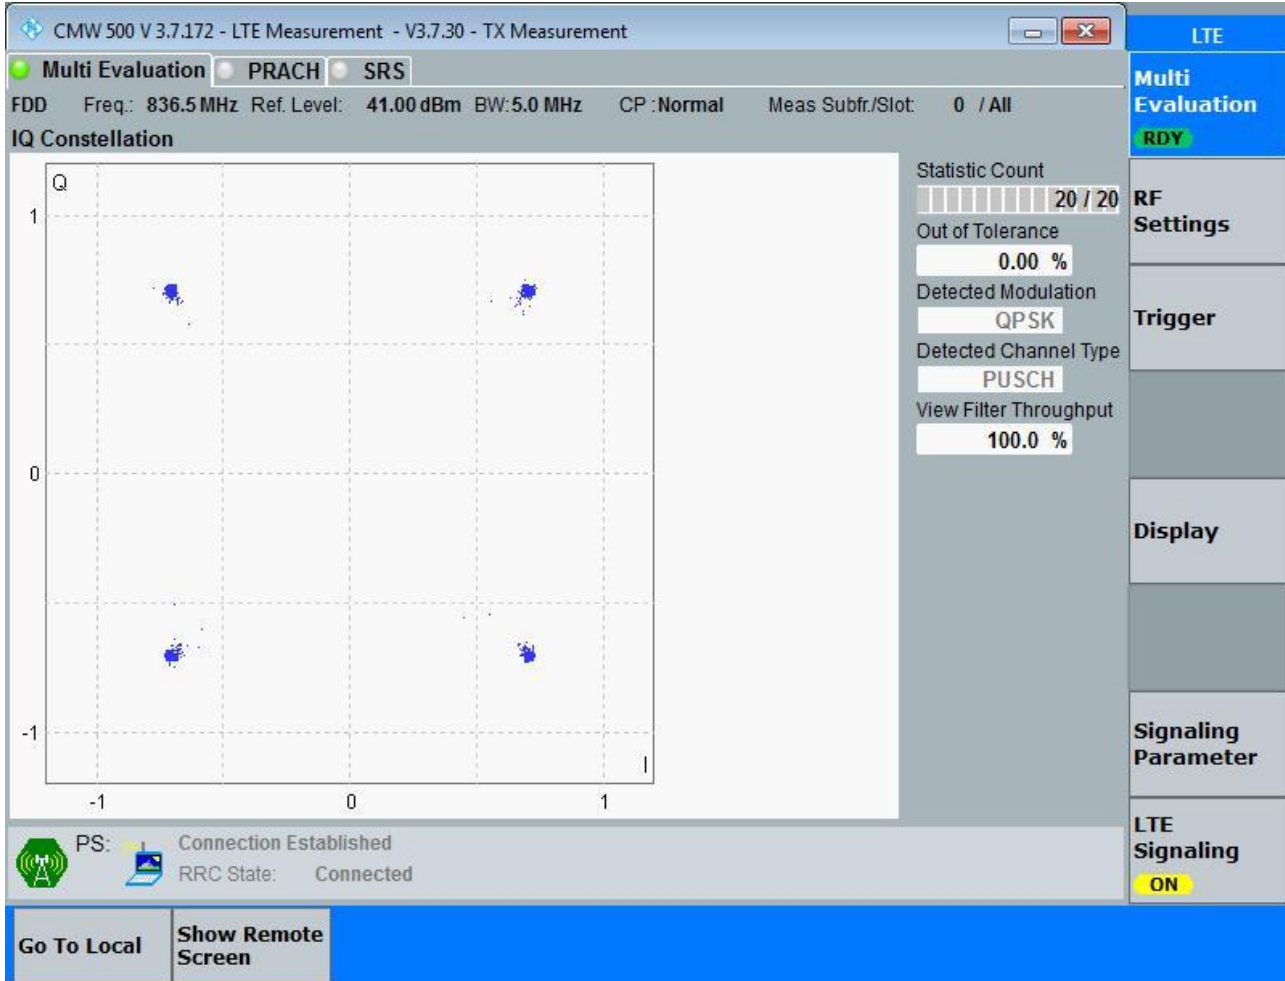 CMW 500 V 3.7.172 - LTE Measurement - V3.7.30 - TX Measurement
LTE
Multi Evaluation PRACH SRS
Multi
Evaluation
RDY
FDD Freq.: 836.5 MHz Ref. Level: 41.00 dBm BW: 5.0 MHz CP : Normal Meas Subfr./Slot: 0 / All
IQ Constellation
Q
1
0
-1
I
-1 0 1
Statistic Count
20 / 20
Out of Tolerance
0.00 %
Detected Modulation
QPSK
Detected Channel Type
PUSCH
View Filter Throughput
100.0 %
RF
Settings
Trigger
Display
Signaling
Parameter
LTE
Signaling
ON
PS: Connection Established
RRC State: Connected
Go To Local
Show Remote
Screen